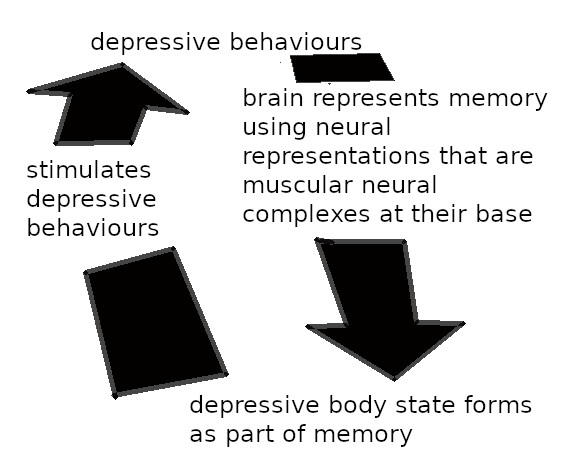 depressive behaviours
brain represents memory
using neural
representations that are
muscular neural
complexes at their base
stimulates
depressive
behaviours
depressive body state forms
as part of memory